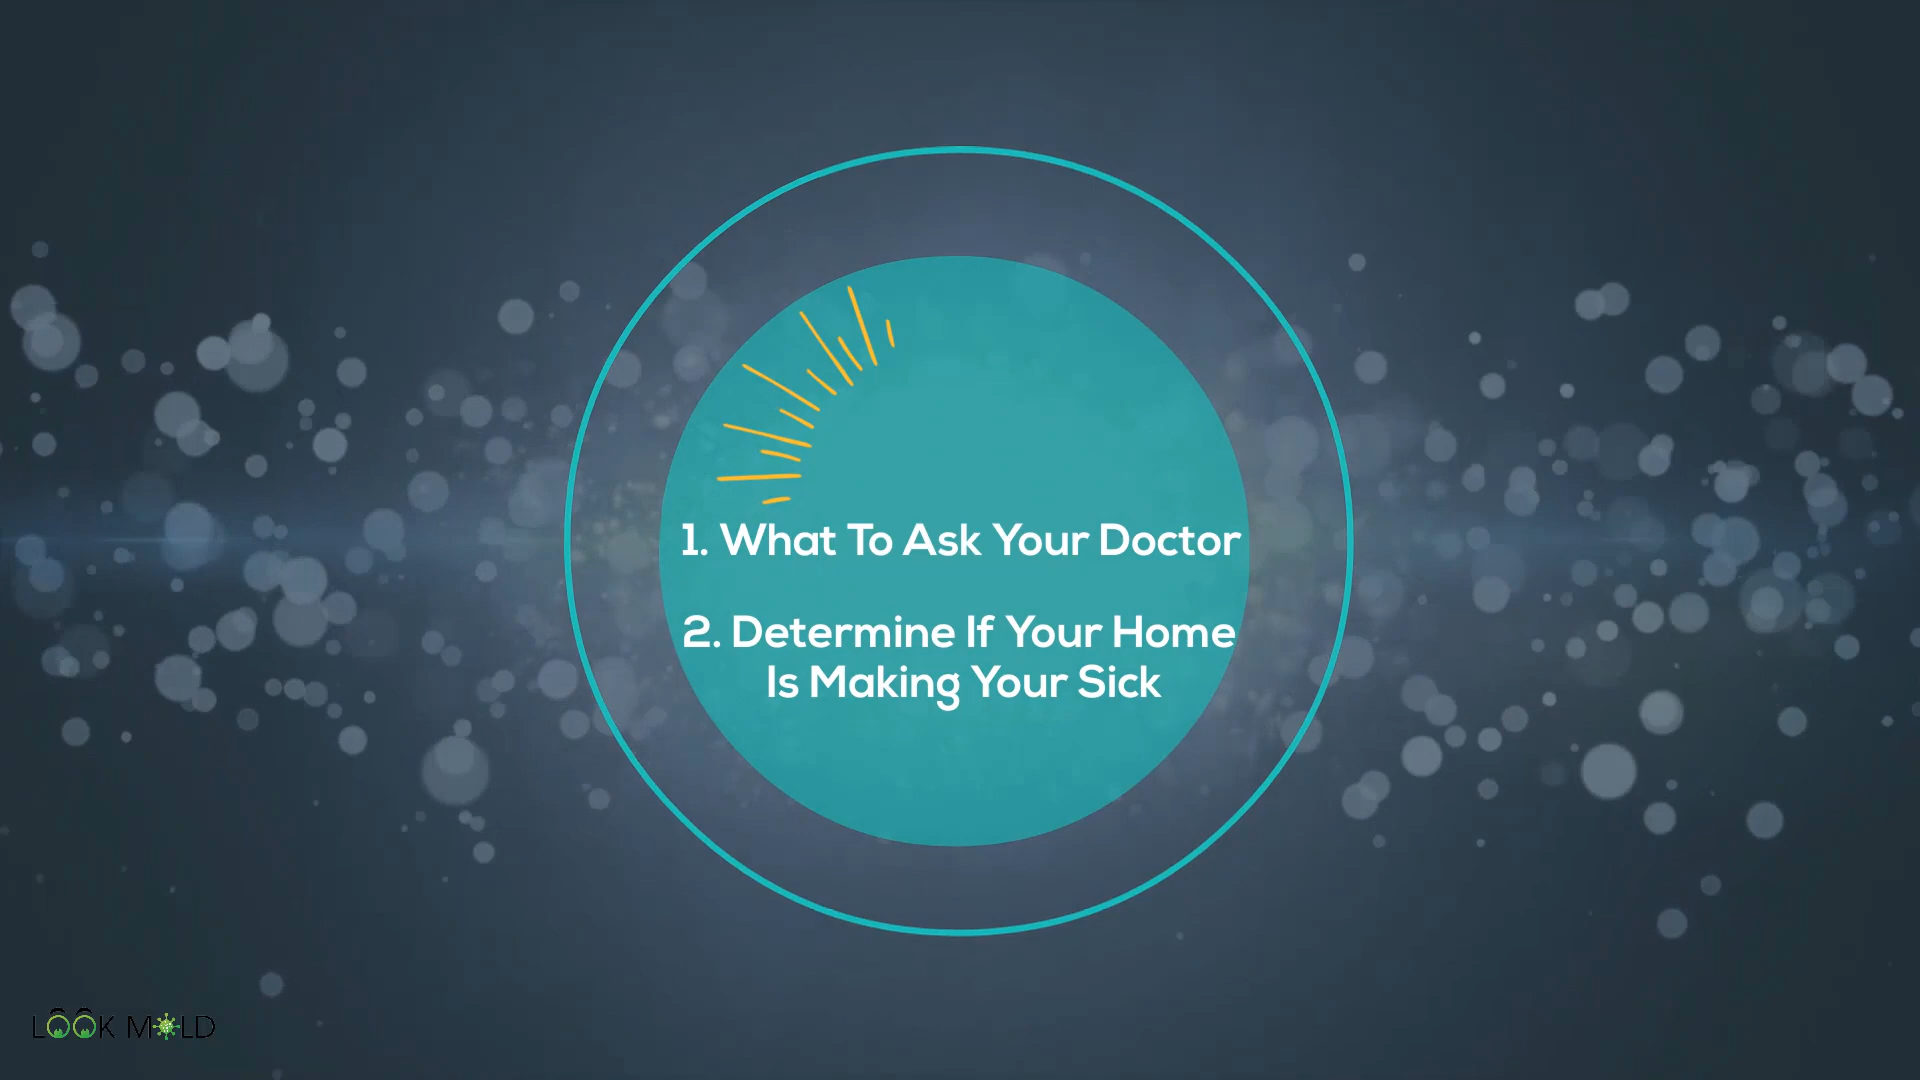 1. What To Ask Your Doctor
2. Determine If Your Home
Is Making Your Sick
LOOK MOLD